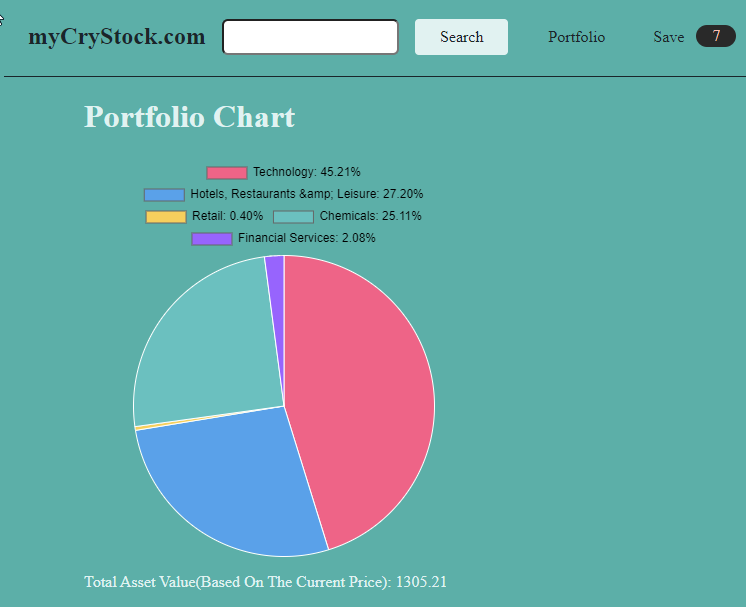 myCryStock.com Search Portfolio Save 7
Portfolio Chart
Technology: 45.21%
Hotels, Restaurants &amp; Leisure: 27.20%
Retail: 0.40% Chemicals: 25.11%
Financial Services: 2.08%
Total Asset Value(Based On The Current Price): 1305.21